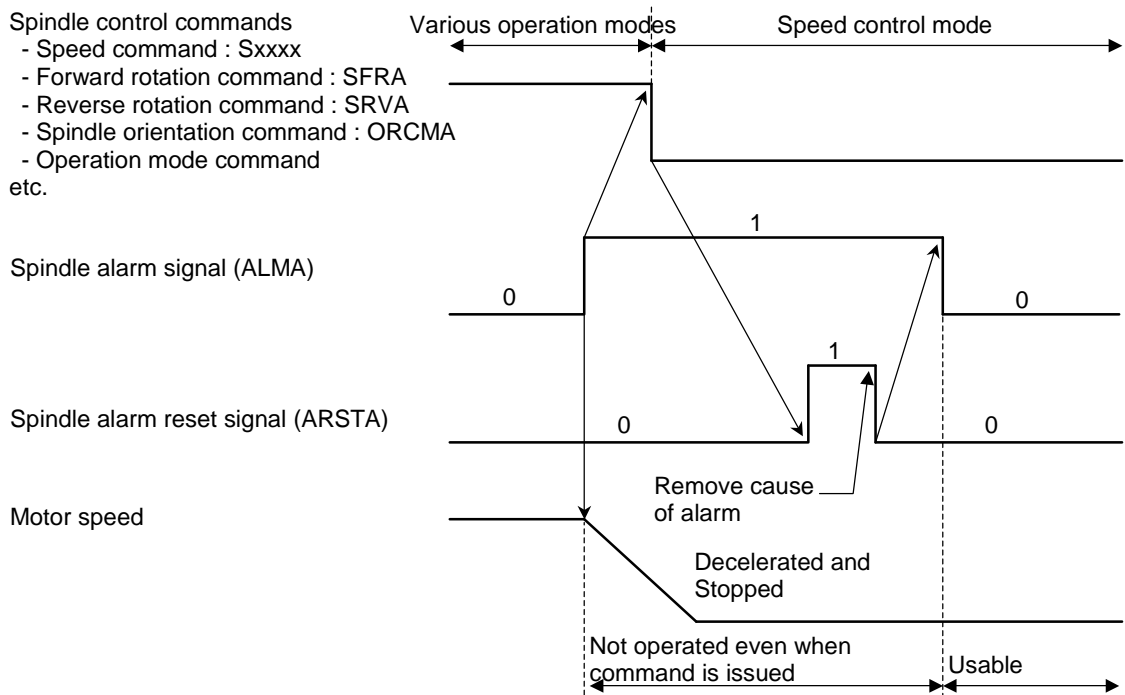 Spindle control commands
- Speed command : Sxxxx
- Forward rotation command : SFRA
- Reverse rotation command : SRVA
- Spindle orientation command : ORCMA
- Operation mode command
etc.
Various operation modes
Speed control mode
Spindle alarm signal (ALMA)
0
1
0
Spindle alarm reset signal (ARSTA)
0
1
0
Remove cause
of alarm
Motor speed
Decelerated and
Stopped
Not operated even when
command is issued
Usable